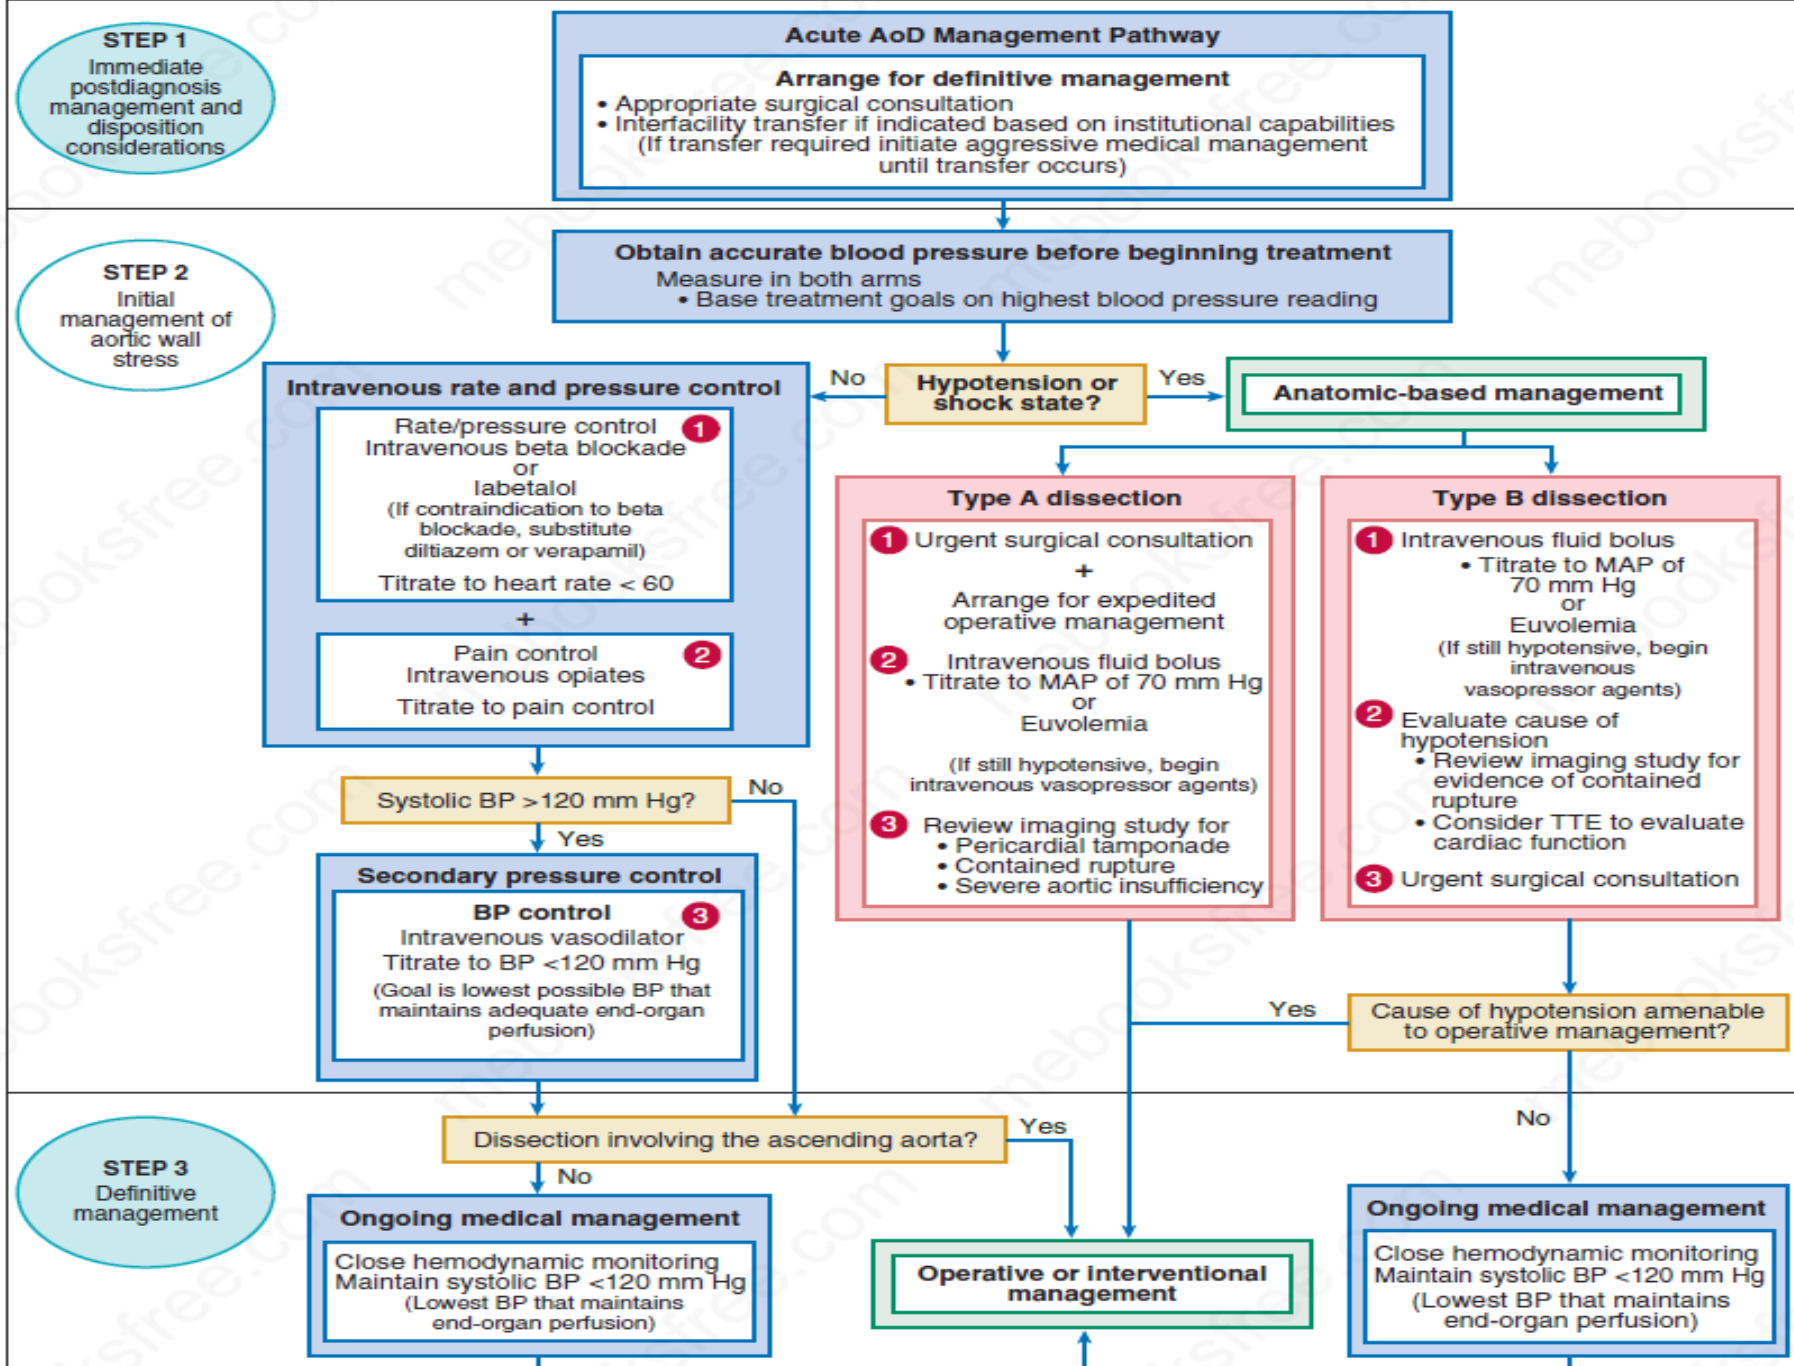 STEP 1
Immediate
postdiagnosis
management and
disposition
considerations
Acute AoD Management Pathway
Arrange for definitive management
• Appropriate surgical consultation
• Interfacility transfer if indicated based on institutional capabilities
(If transfer required initiate aggressive medical management
until transfer occurs)
STEP 2
Initial
management of
aortic wall
stress
Obtain accurate blood pressure before beginning treatment
Measure in both arms
• Base treatment goals on highest blood pressure reading
Hypotension or
shock state?
No
Yes
Intravenous rate and pressure control
1
Rate/pressure control
Intravenous beta blockade
or
labetalol
(If contraindication to beta
blockade, substitute
diltiazem or verapamil)
Titrate to heart rate < 60
+
2
Pain control
Intravenous opiates
Titrate to pain control
Systolic BP >120 mm Hg?
No
Yes
Secondary pressure control
3
BP control
Intravenous vasodilator
Titrate to BP <120 mm Hg
(Goal is lowest possible BP that
maintains adequate end-organ
perfusion)
Anatomic-based management
Type A dissection
1 Urgent surgical consultation
+
Arrange for expedited
operative management
2 Intravenous fluid bolus
• Titrate to MAP of 70 mm Hg
or
Euvolemia
(If still hypotensive, begin
intravenous vasopressor agents)
3 Review imaging study for
• Pericardial tamponade
• Contained rupture
• Severe aortic insufficiency
Type B dissection
1 Intravenous fluid bolus
• Titrate to MAP of
70 mm Hg
or
Euvolemia
(If still hypotensive, begin
intravenous
vasopressor agents)
2 Evaluate cause of
hypotension
• Review imaging study for
evidence of contained
rupture
• Consider TTE to evaluate
cardiac function
3 Urgent surgical consultation
Cause of hypotension amenable
to operative management?
Yes
No
STEP 3
Definitive
management
Dissection involving the ascending aorta?
Yes
No
Ongoing medical management
Close hemodynamic monitoring
Maintain systolic BP <120 mm Hg
(Lowest BP that maintains
end-organ perfusion)
Operative or interventional
management
Ongoing medical management
Close hemodynamic monitoring
Maintain systolic BP <120 mm Hg
(Lowest BP that maintains
end-organ perfusion)
mebooksfree.com